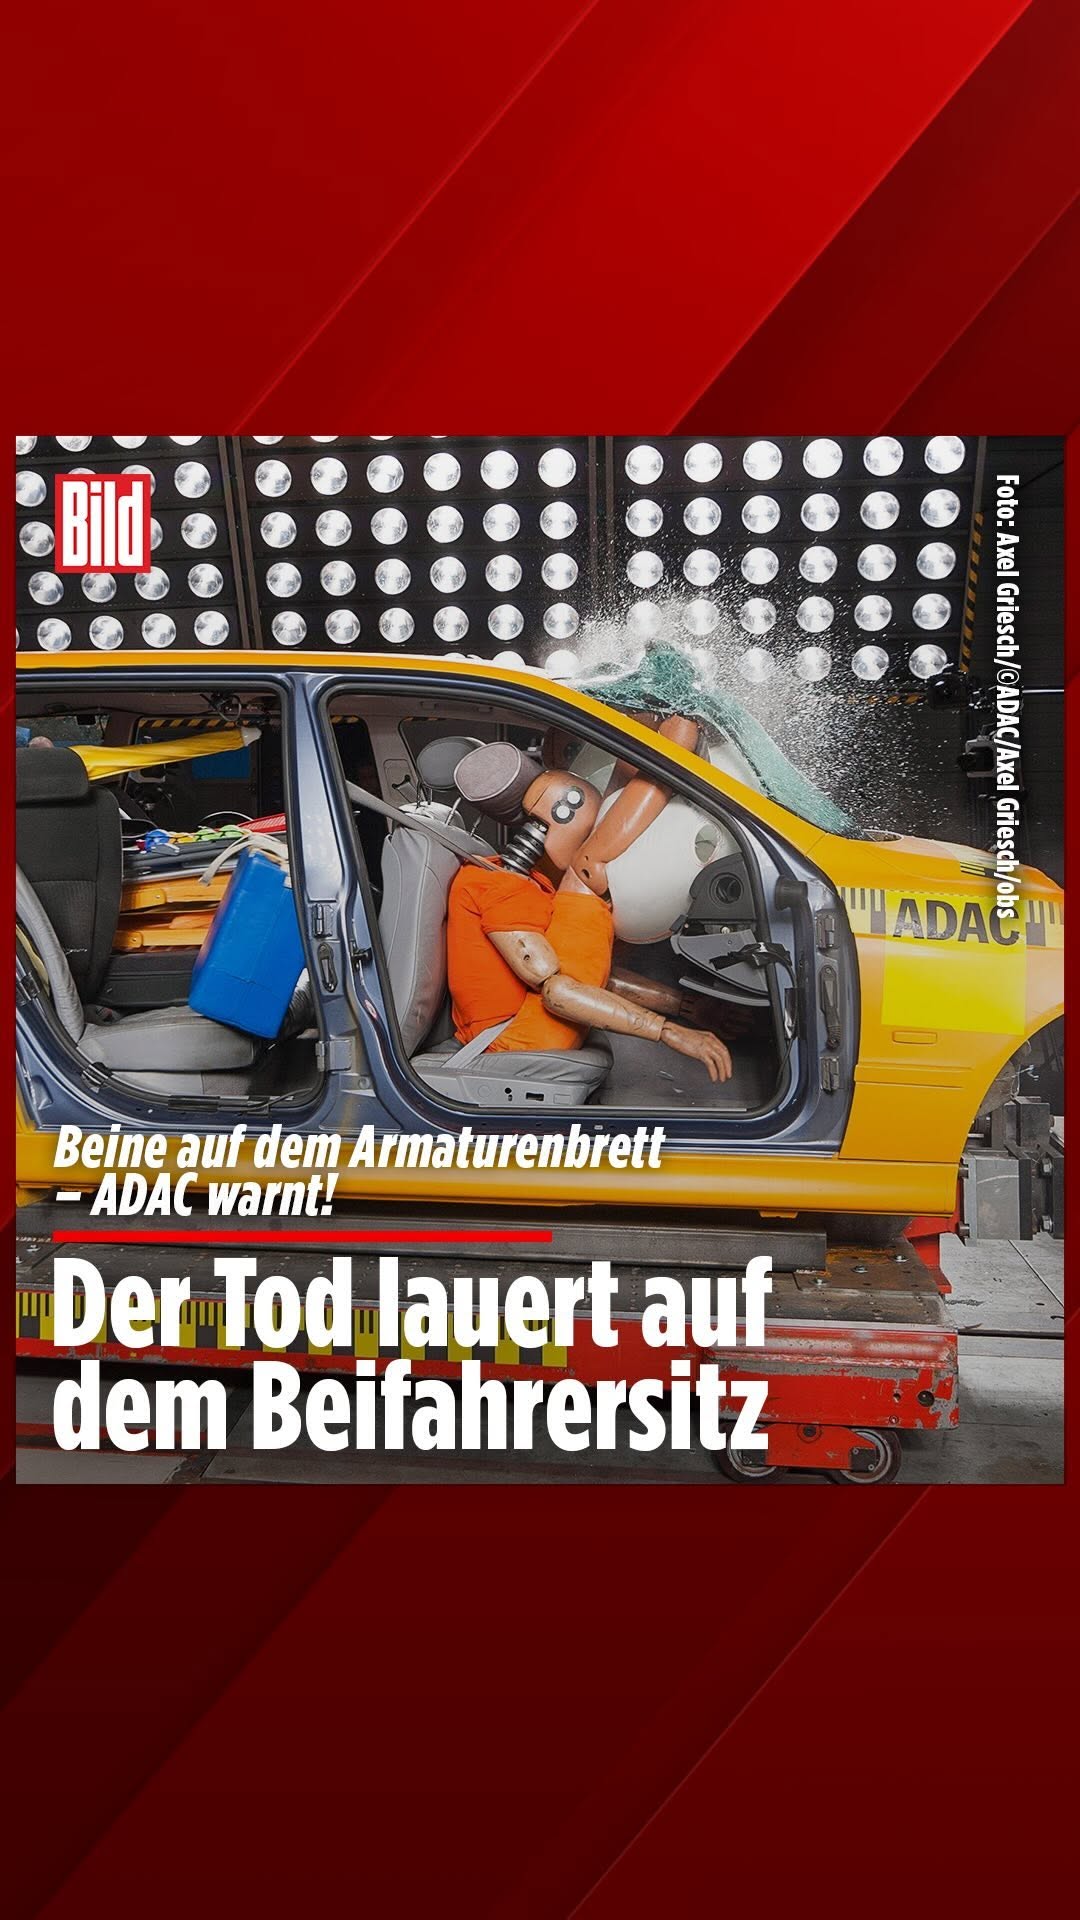 Bild
Foto: Axel Griesch/©ADAC/Axel Griesch/obs
ADAC
Beine auf dem Armaturenbrett
– ADAC warnt!
Der Tod lauert auf
dem Beifahrersitz